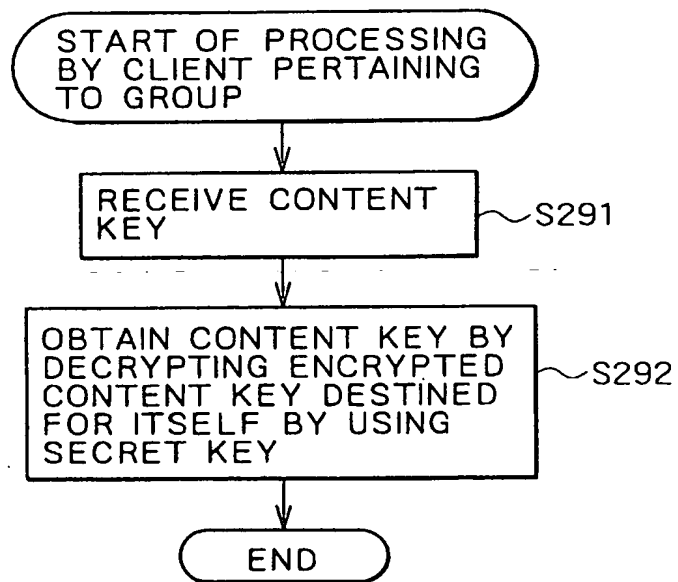 START OF PROCESSING
BY CLIENT PERTAINING
TO GROUP
RECEIVE CONTENT
KEY
S291
OBTAIN CONTENT KEY BY
DECRYPTING ENCRYPTED
CONTENT KEY DESTINED
FOR ITSELF BY USING
SECRET KEY
S292
END